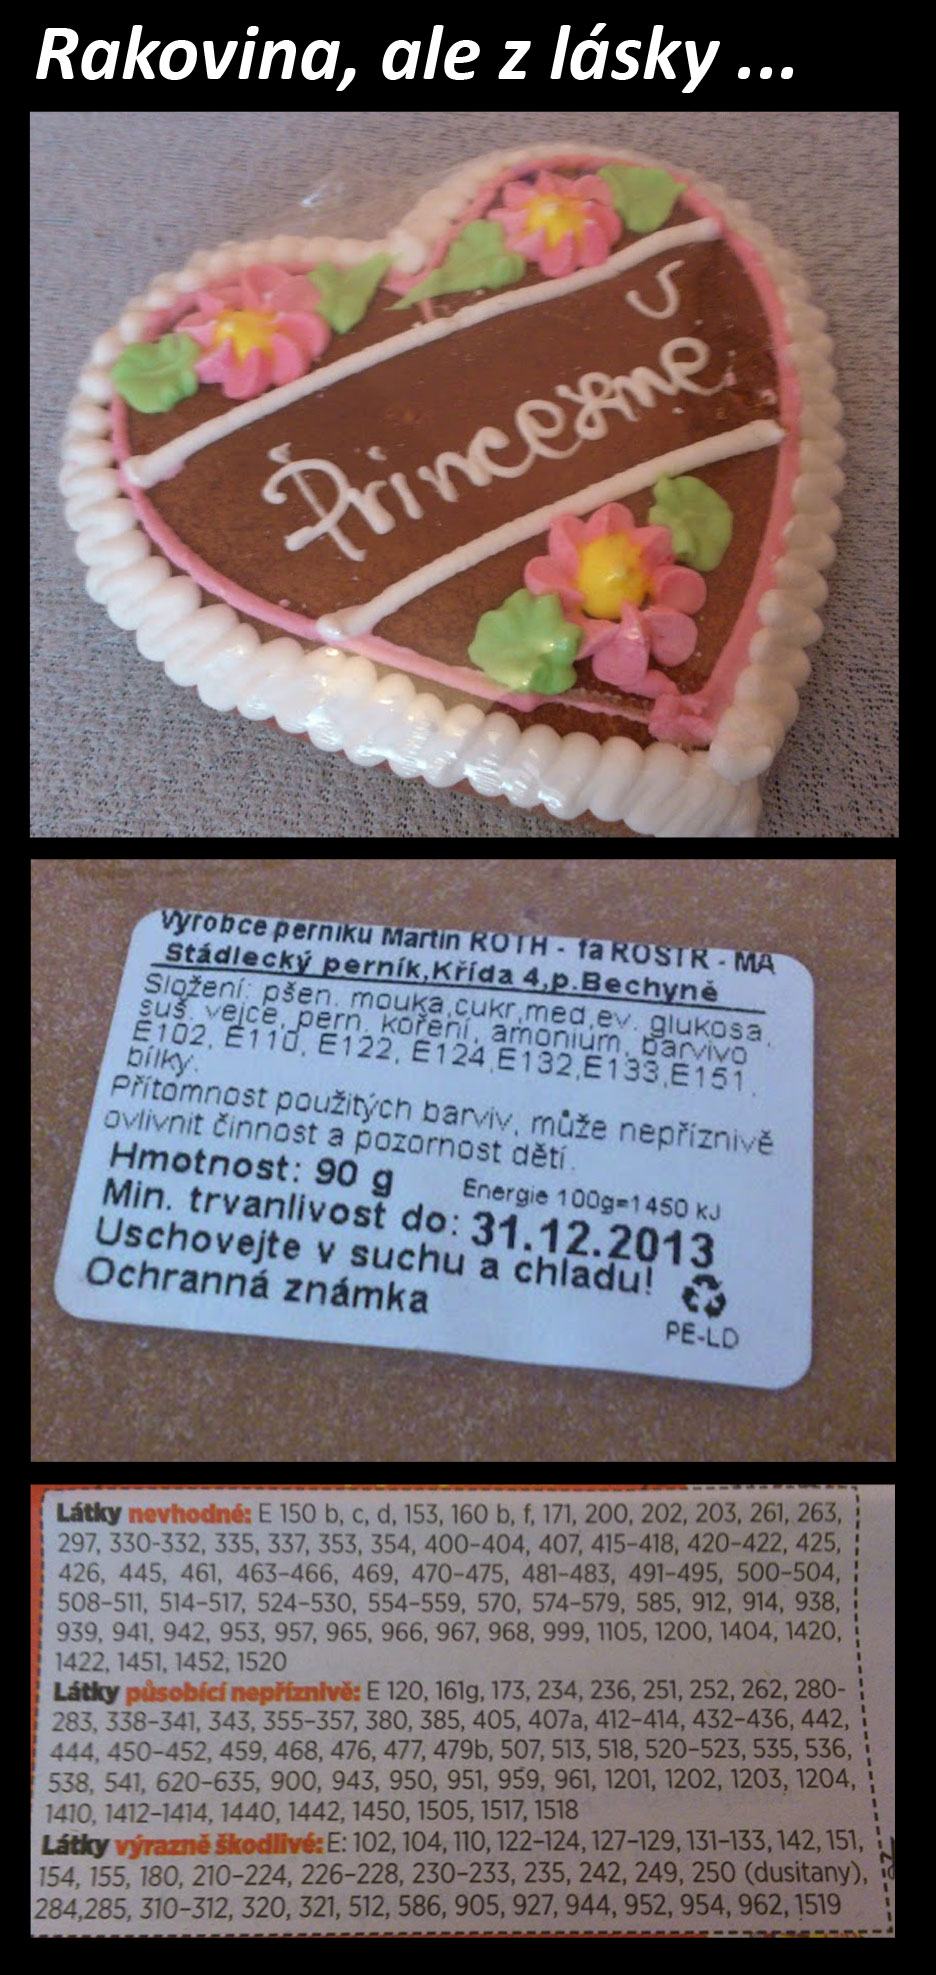 Rakovina, ale z lásky ...
Princezně
Výrobce perníku Martin ROTH - fa ROSTR - MA
Stádlecký perník,Křída 4,p.Bechyně
Složení: pšen. mouka,cukr,med,ev. glukosa,
suš. vejce, pern. koření, amonium, barvivo
E102, E110, E122, E124,E132,E133,E151,
bílky.
Přítomnost použitých barviv, může nepříznivě
ovlivnit činnost a pozornost dětí.
Hmotnost: 90 g Energie 100g=1450 kJ
Min. trvanlivost do: 31.12.2013
Uschovejte v suchu a chladu!
Ochranná známka
PE-LD
Látky nevhodné: E 150 b, c, d, 153, 160 b, f, 171, 200, 202, 203, 261, 263,
297, 330-332, 335, 337, 353, 354, 400-404, 407, 415-418, 420-422, 425,
426, 445, 461, 463-466, 469, 470-475, 481-483, 491-495, 500-504,
508-511, 514-517, 524-530, 554-559, 570, 574-579, 585, 912, 914, 938,
939, 941, 942, 953, 957, 965, 966, 967, 968, 999, 1105, 1200, 1404, 1420,
1422, 1451, 1452, 1520
Látky působící nepříznivě: E 120, 161g, 173, 234, 236, 251, 252, 262, 280-
283, 338-341, 343, 355-357, 380, 385, 405, 407a, 412-414, 432-436, 442,
444, 450-452, 459, 468, 476, 477, 479b, 507, 513, 518, 520-523, 535, 536,
538, 541, 620-635, 900, 943, 950, 951, 959, 961, 1201, 1202, 1203, 1204,
1410, 1412-1414, 1440, 1442, 1450, 1505, 1517, 1518
Látky výrazně škodlivé: E: 102, 104, 110, 122-124, 127-129, 131-133, 142, 151,
154, 155, 180, 210-224, 226-228, 230-233, 235, 242, 249, 250 (dusitany),
284,285, 310-312, 320, 321, 512, 586, 905, 927, 944, 952, 954, 962, 1519